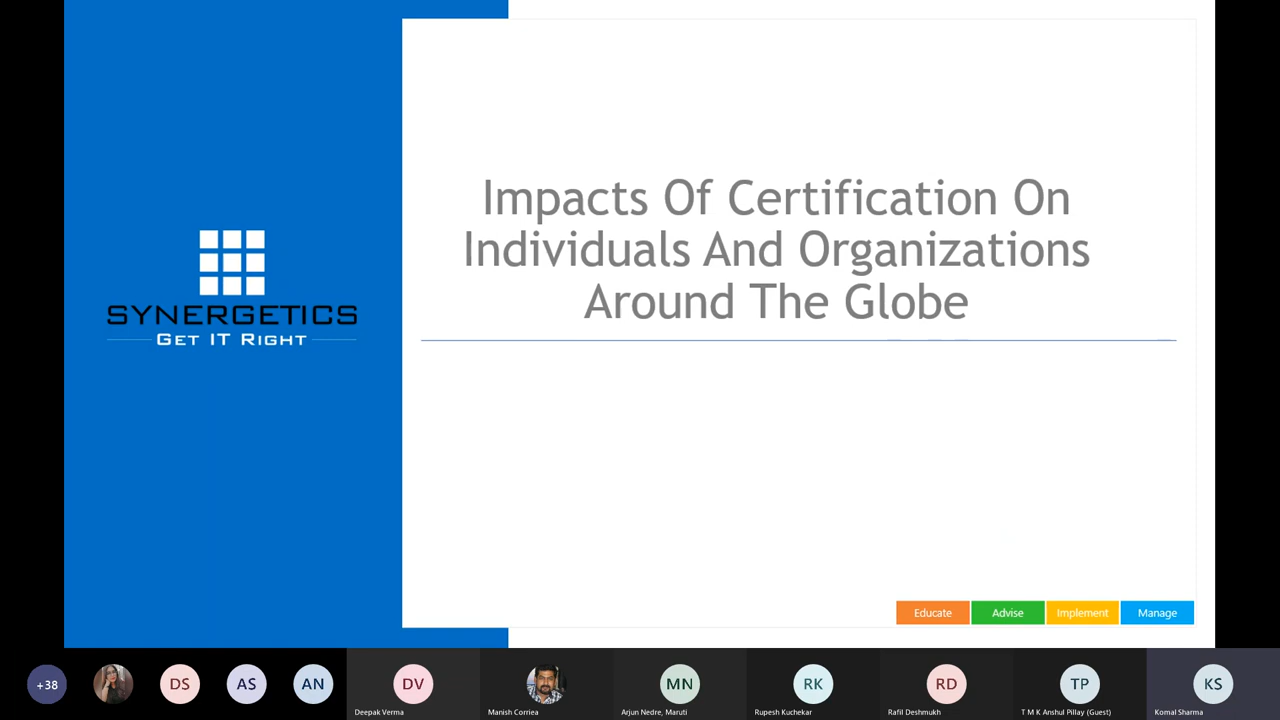 Impacts Of Certification On
Individuals And Organizations
Around The Globe
SYNERGETICS
GET IT RIGHT
Educate
Advise
Implement
Manage
+38
DS
AS
AN
DV
MN
RK
RD
TP
KS
Deepak Verma
Manish Corriea
Arjun Nedre, Maruti
Rupesh Kuchekar
Rafil Deshmukh
T M K Anshul Pillay (Guest)
Komal Sharma